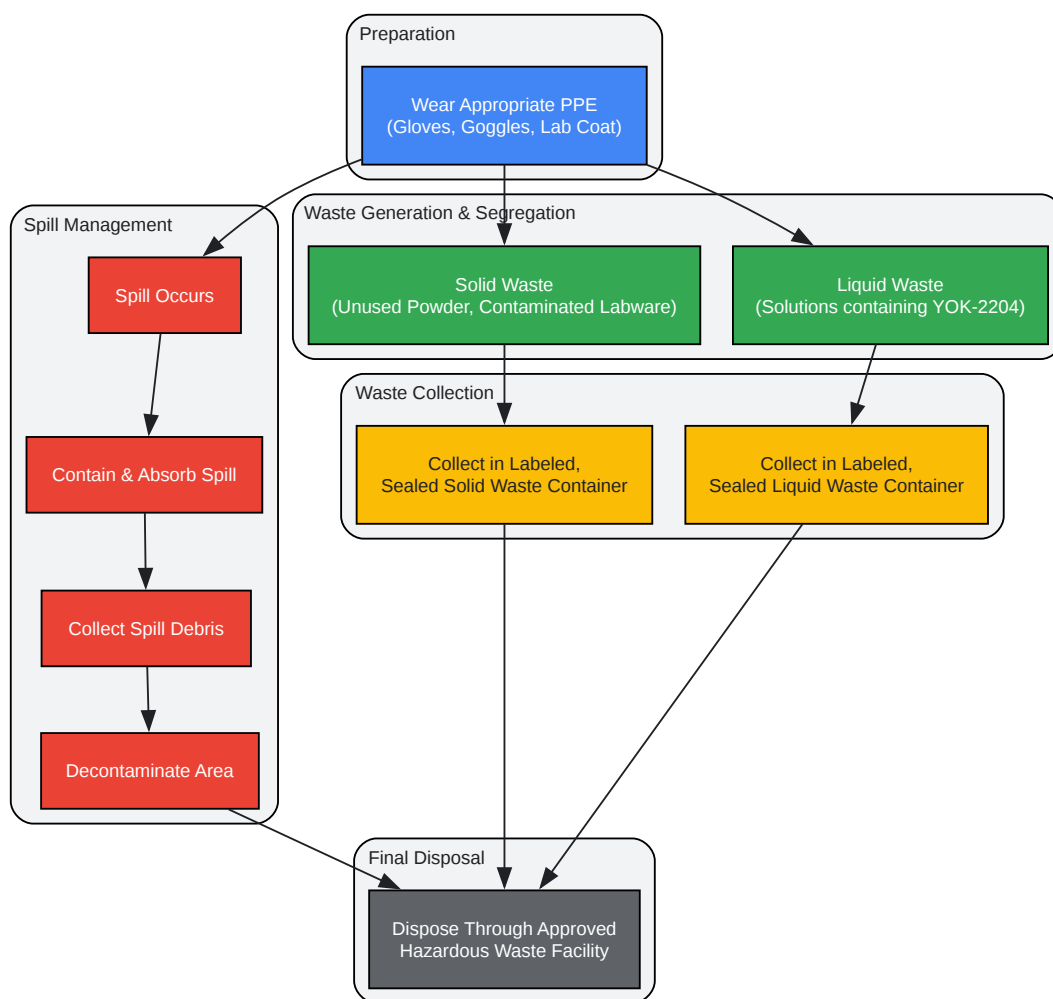 Preparation
Wear Appropriate PPE
(Gloves, Goggles, Lab Coat)
Spill Management
Spill Occurs
Contain & Absorb Spill
Collect Spill Debris
Decontaminate Area
Waste Generation & Segregation
Solid Waste
(Unused Powder, Contaminated Labware)
Liquid Waste
(Solutions containing YOK-2204)
Waste Collection
Collect in Labeled,
Sealed Solid Waste Container
Collect in Labeled,
Sealed Liquid Waste Container
Final Disposal
Dispose Through Approved
Hazardous Waste Facility